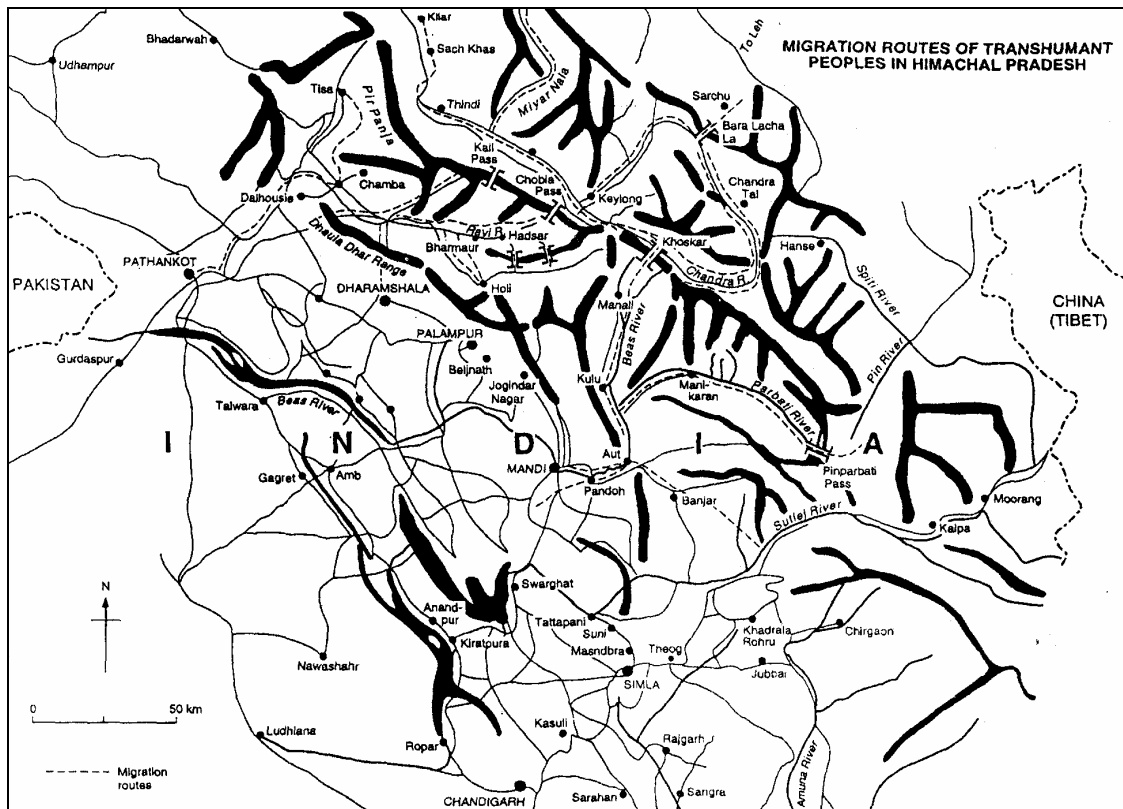 MIGRATION ROUTES OF TRANSHUMANT
PEOPLES IN HIMACHAL PRADESH
Kilar
To Leh
Bhadarwah
Sach Khas
Udhampur
Tisa
Pir Panja
Thindi
Miyar Nala
Sarchu
Bara Lacha
La
Kali
Pass
Chobia
Pass
Chamba
Dalhousie
Keylong
Chandra
Tal
Ravi R.
Hadsar
Bharmaur
Khoskar
Hanse
Dhaula Dhar Range
PATHANKOT
PAKISTAN
Holi
Chandra R.
Spiti River
DHARAMSHALA
Manali
CHINA
(TIBET)
PALAMPUR
Beas River
Gurdaspur
Beijnath
Pin River
Jogindar
Nagar
Kulu
Mani-
karan
Parbati River
Talwara
Beas River
I N D I A
Aut
MANDI
Pinparbati
Pass
Gagret
Amb
Pandoh
Banjar
Moorang
Sutlej River
Kalpa
N
Swarghat
Anand-
pur
Tattapani
Suni
Khadrala
Rohru
Chirgaon
Kiratpura
Masndbra
Theog
Nawashahr
SIMLA
Jubbal
0 50 km
Ludhiana
Kasuli
Ropar
Rajgarh
Migration
routes
CHANDIGARH
Sarahan
Sangra
Amuna River